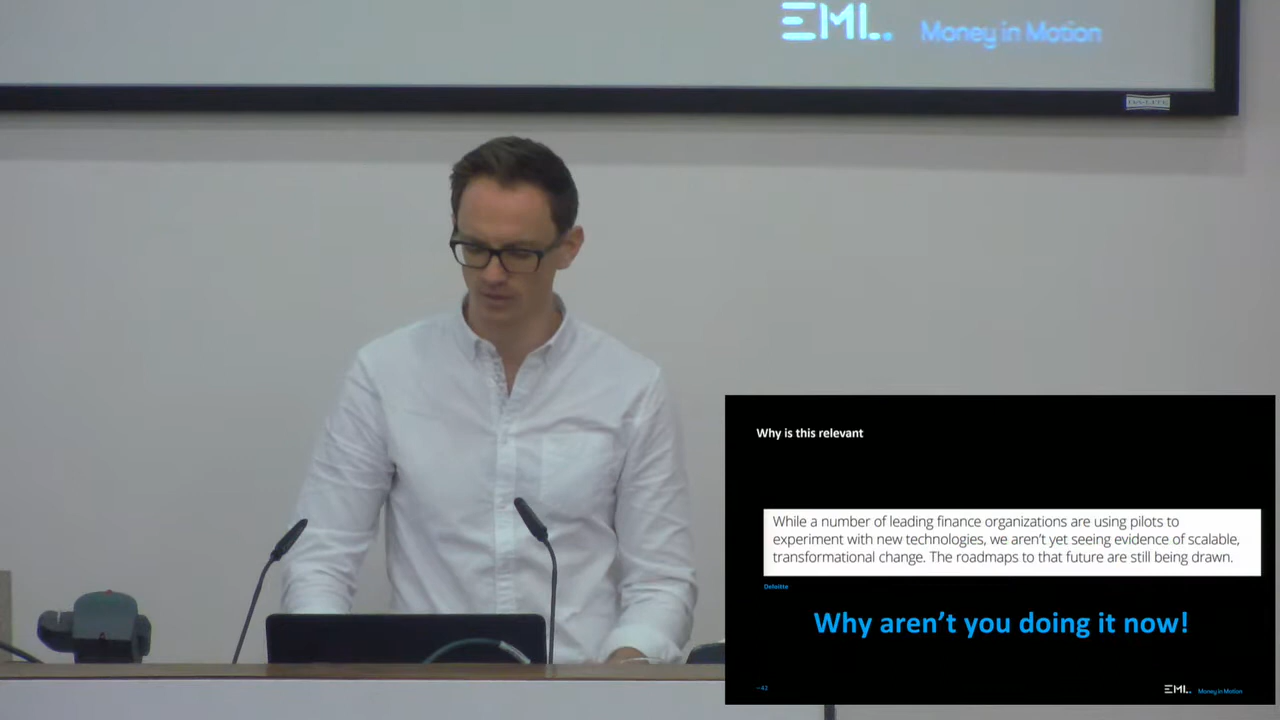 EML. Money in Motion
Why is this relevant
While a number of leading finance organizations are using pilots to
experiment with new technologies, we aren't yet seeing evidence of scalable,
transformational change. The roadmaps to that future are still being drawn.
Deloitte
Why aren't you doing it now!
42
EML. Money in Motion